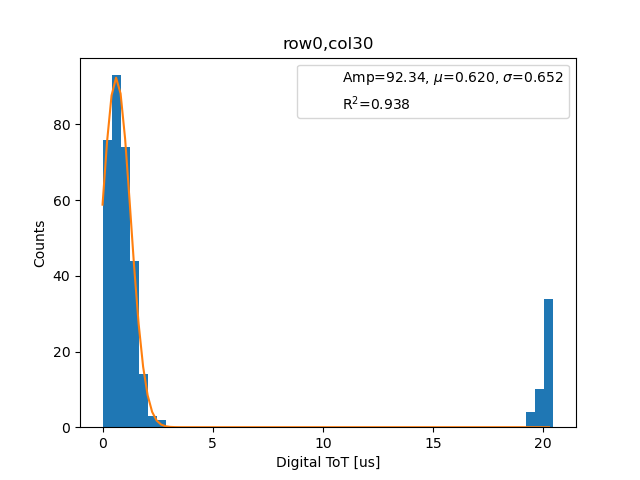 row0,col30
Amp=92.34, μ=0.620, σ=0.652
R²=0.938
Counts
80
60
40
20
0
0 5 10 15 20
Digital ToT [us]